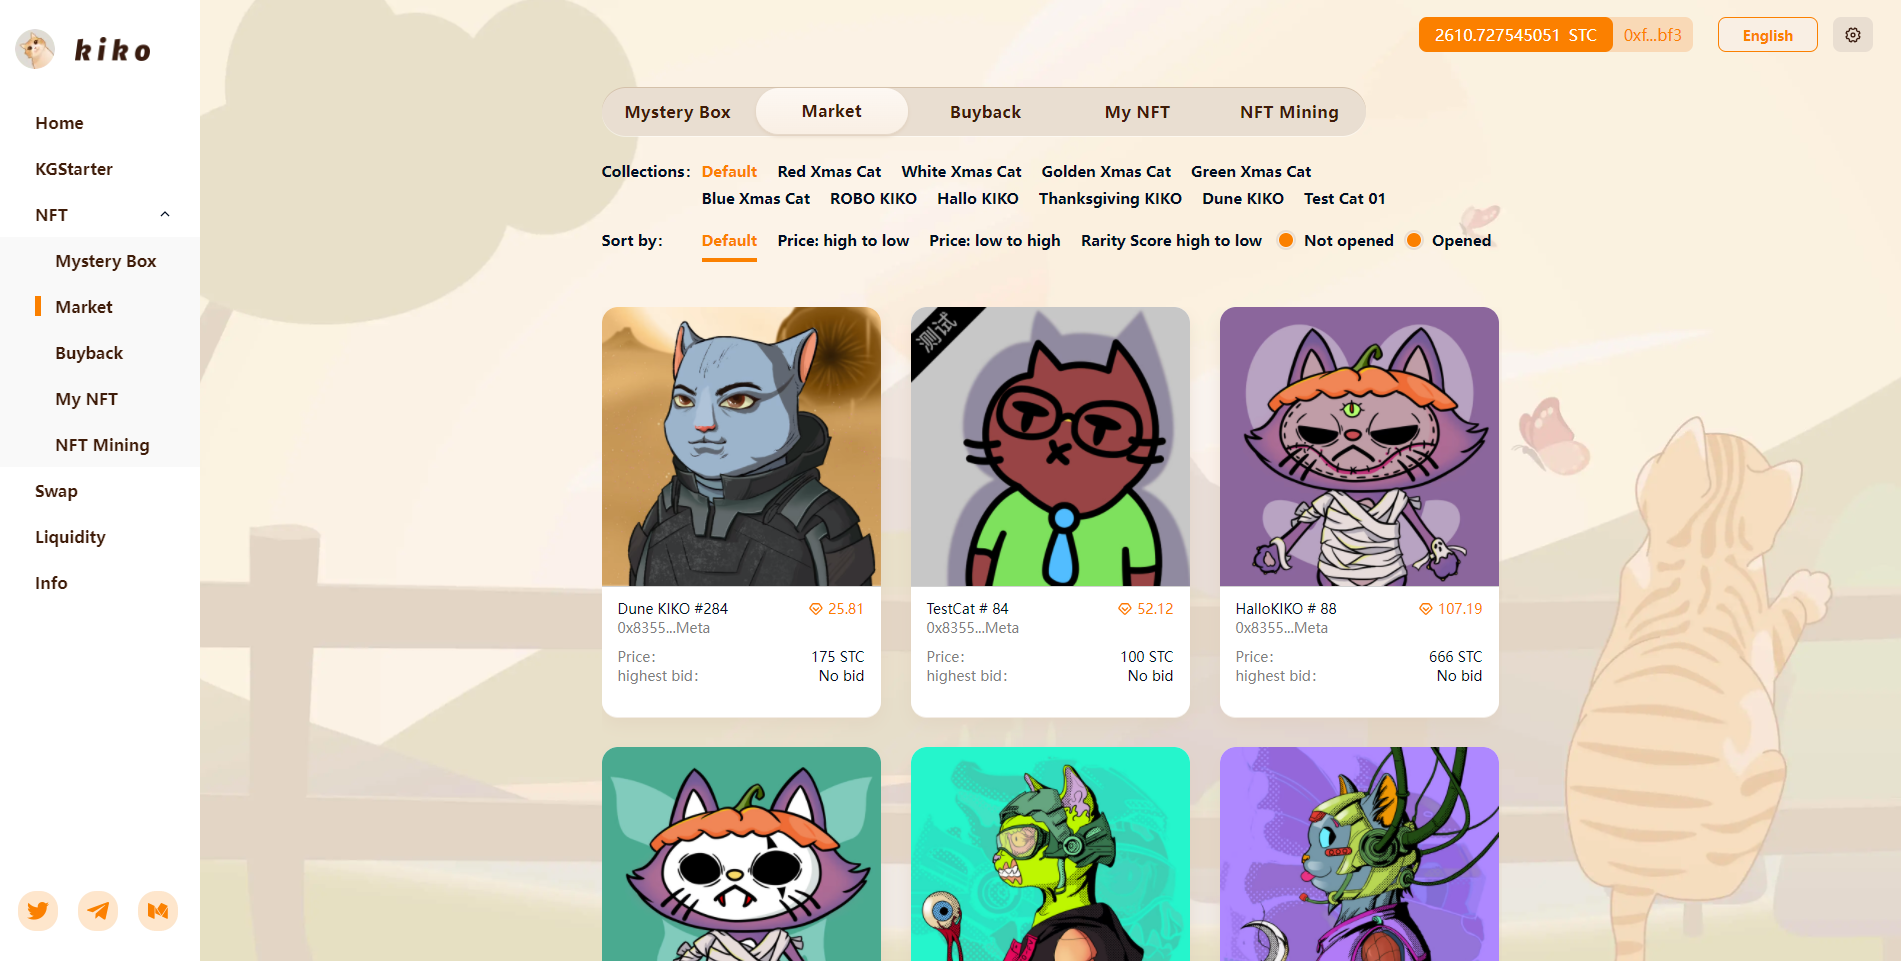 kiko
2610.727545051 STC 0xf...bf3 English
Home
KGStarter
NFT
Mystery Box
Market
Buyback
My NFT
NFT Mining
Swap
Liquidity
Info
Mystery Box Market Buyback My NFT NFT Mining
Collections: Default Red Xmas Cat White Xmas Cat Golden Xmas Cat Green Xmas Cat
Blue Xmas Cat ROBO KIKO Hallo KIKO Thanksgiving KIKO Dune KIKO Test Cat 01
Sort by: Default Price: high to low Price: low to high Rarity Score high to low Not opened Opened
Dune KIKO #284 25.81
0x8355...Meta
Price: 175 STC
highest bid: No bid
测试
TestCat # 84 52.12
0x8355...Meta
Price: 100 STC
highest bid: No bid
HalloKIKO # 88 107.19
0x8355...Meta
Price: 666 STC
highest bid: No bid